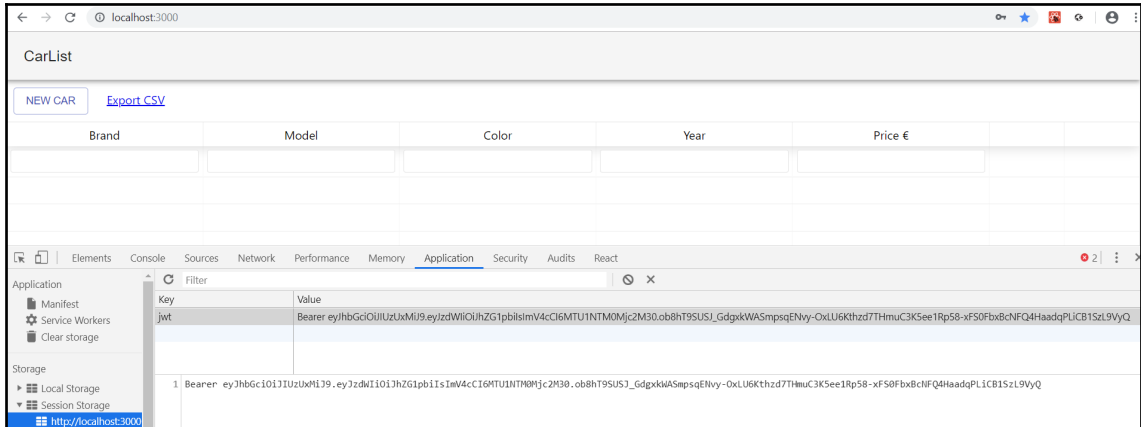 localhost:3000
CarList
NEW CAR Export CSV
Brand Model Color Year Price €
Elements Console Sources Network Performance Memory Application Security Audits React 2
Application Filter
Manifest Key Value
Service Workers jwt Bearer eyJhbGciOiJIUzUxMiJ9.eyJzdWIiOiJhZG1pbiIsImV4cCI6MTU1NTM0Mjc2M30.ob8hT9SUSJ_GdgxkWASmpsqENvy-OxLU6Kthzd7THmuC3K5ee1Rp58-xFS0FbxBcNFQ4HaadqPLiCB1SzL9VyQ
Clear storage
Storage
Local Storage 1 Bearer eyJhbGciOiJIUzUxMiJ9.eyJzdWIiOiJhZG1pbiIsImV4cCI6MTU1NTM0Mjc2M30.ob8hT9SUSJ_GdgxkWASmpsqENvy-OxLU6Kthzd7THmuC3K5ee1Rp58-xFS0FbxBcNFQ4HaadqPLiCB1SzL9VyQ
Session Storage
http://localhost:3000